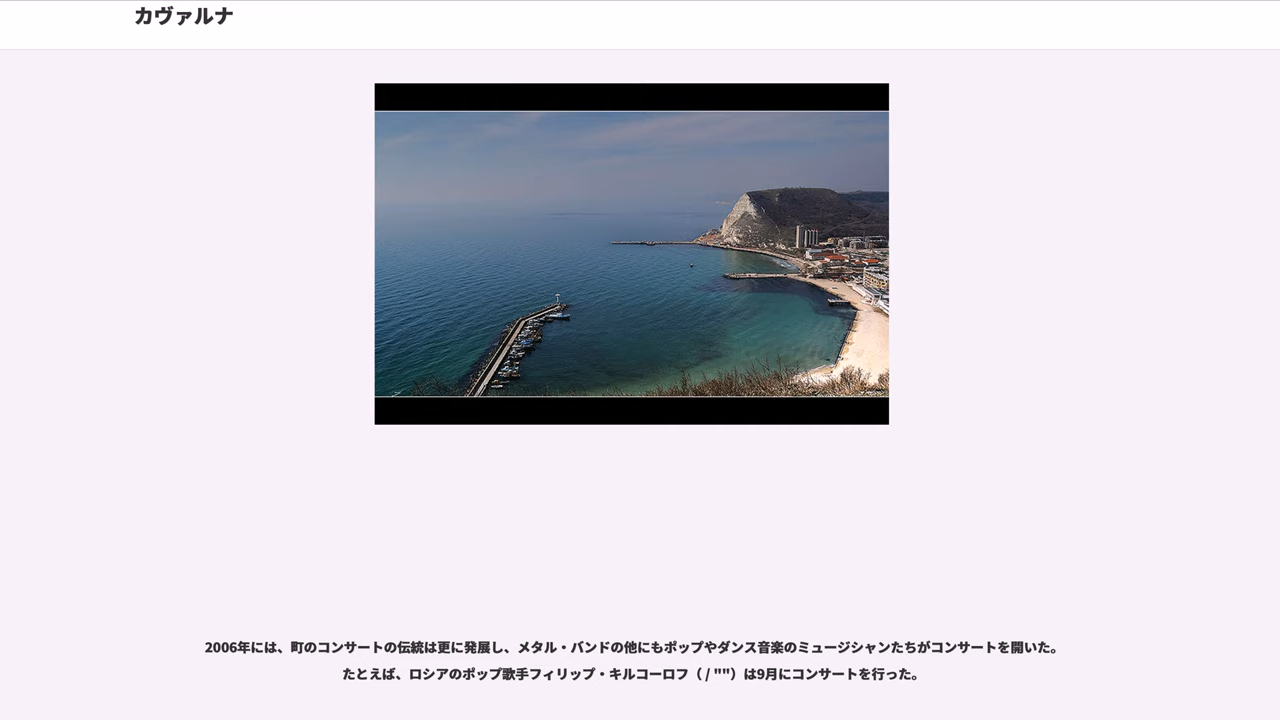 カヴァルナ
2006年には、町のコンサートの伝統は更に発展し、メタル・バンドの他にもポップやダンス音楽のミュージシャンたちがコンサートを開いた。
たとえば、ロシアのポップ歌手フィリップ・キルコーロフ（ / ""）は9月にコンサートを行った。